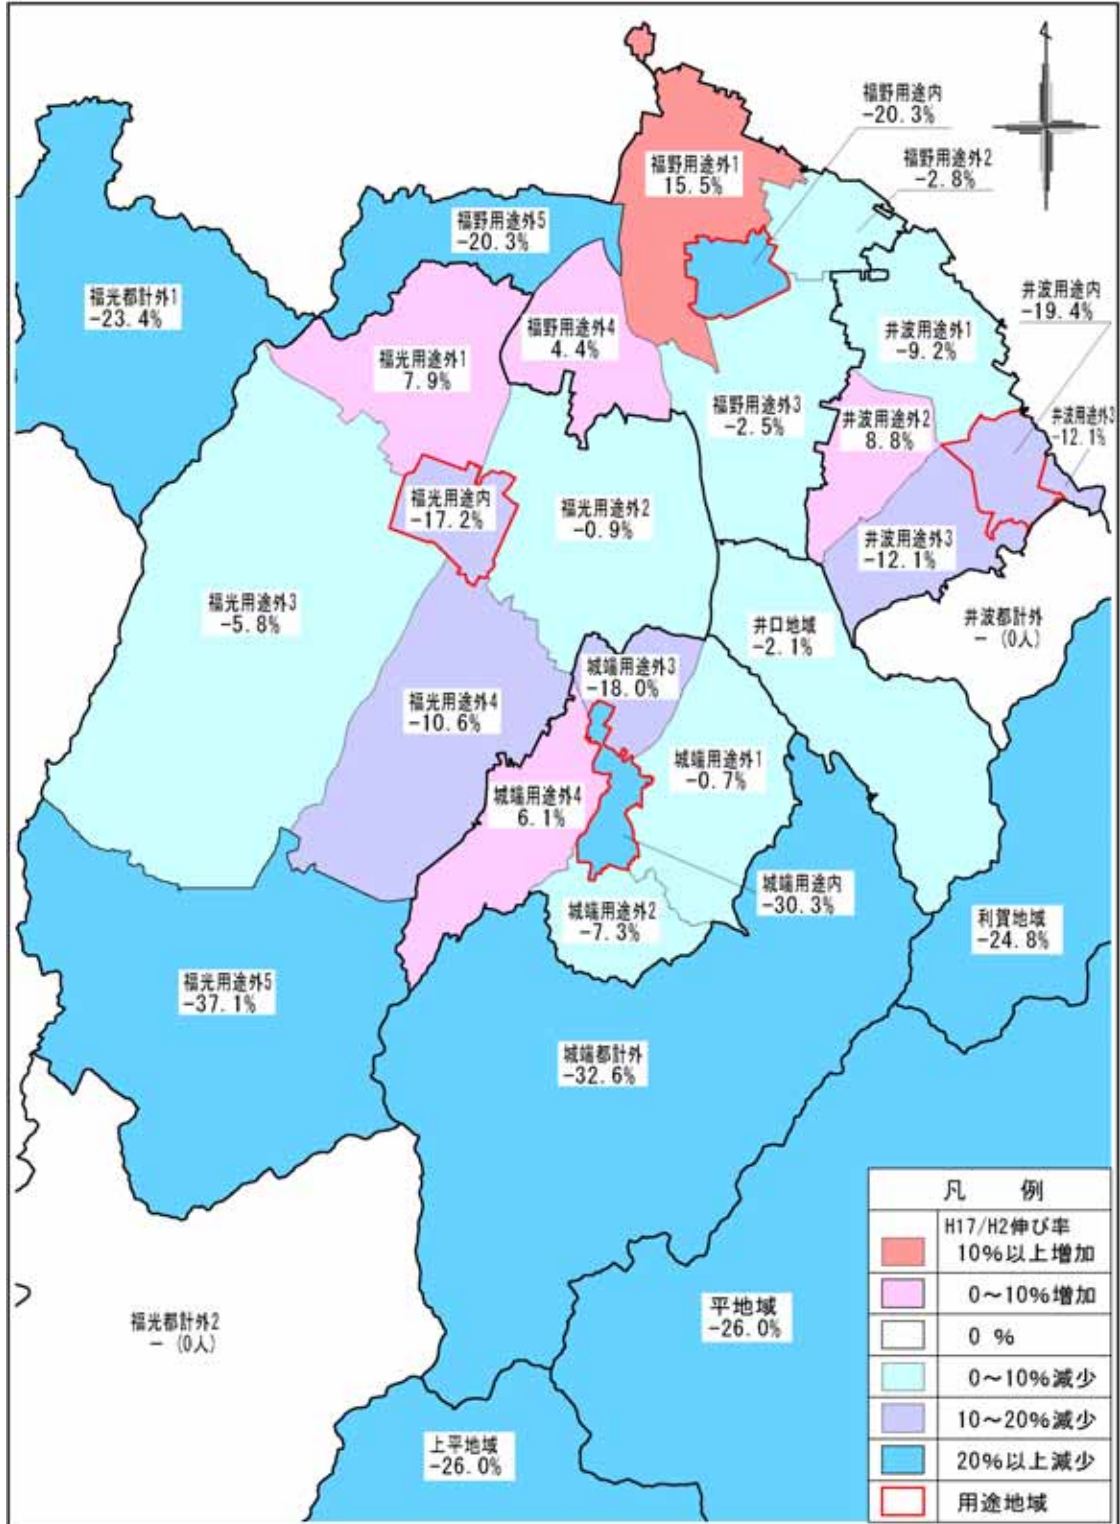 福野用途内
-20.3%
福野用途外1
15.5%
福野用途外2
-2.8%
福野用途外5
-20.3%
福光都計外1
-23.4%
井波用途内
-19.4%
福野用途外4
4.4%
井波用途外1
-9.2%
福光用途外1
7.9%
福野用途外3
-2.5%
井波用途外2
8.8%
井波用途外3
-12.1%
福光用途内
-17.2%
福光用途外2
-0.9%
井波用途外3
-12.1%
福光用途外3
-5.8%
井口地域
-2.1%
井波都計外
- (0人)
城端用途外3
-18.0%
福光用途外4
-10.6%
城端用途外1
-0.7%
城端用途外4
6.1%
城端用途内
-30.3%
城端用途外2
-7.3%
利賀地域
-24.8%
福光用途外5
-37.1%
城端都計外
-32.6%
福光都計外2
- (0人)
平地域
-26.0%
上平地域
-26.0%
凡 例
H17/H2伸び率
10%以上増加
0～10%増加
0 %
0～10%減少
10～20%減少
20%以上減少
用途地域